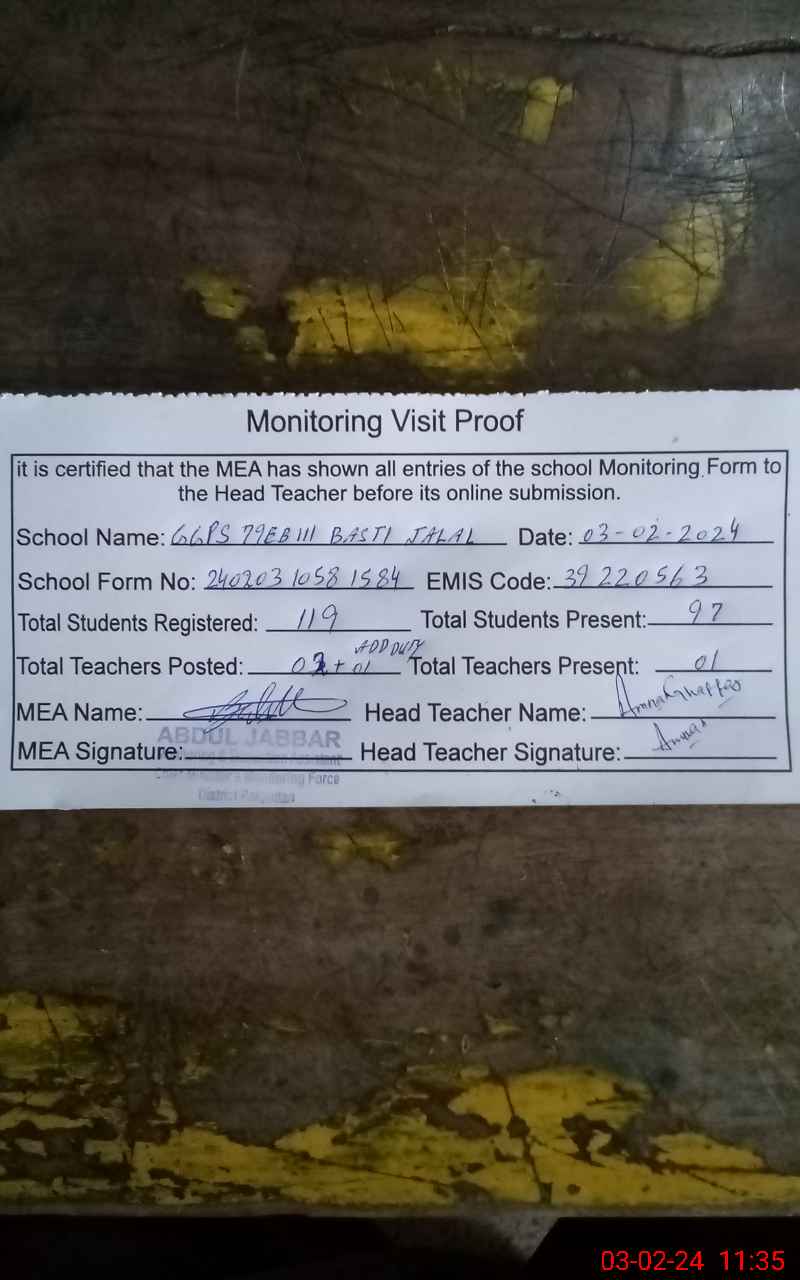 Monitoring Visit Proof
it is certified that the MEA has shown all entries of the school Monitoring Form to
the Head Teacher before its online submission.
School Name: GGPS 79EB III BASTI JALAL Date: 03-02-2024
School Form No: 24020310581584 EMIS Code: 39220563
Total Students Registered: 119 Total Students Present: 97
ADD DUTY
Total Teachers Posted: 02 + 01 Total Teachers Present: 01
MEA Name: Head Teacher Name: Amna Ghaffar
ABDUL JABBAR
MEA Signature: Head Teacher Signature: Amna
Monitoring Force
District
03-02-24 11:35